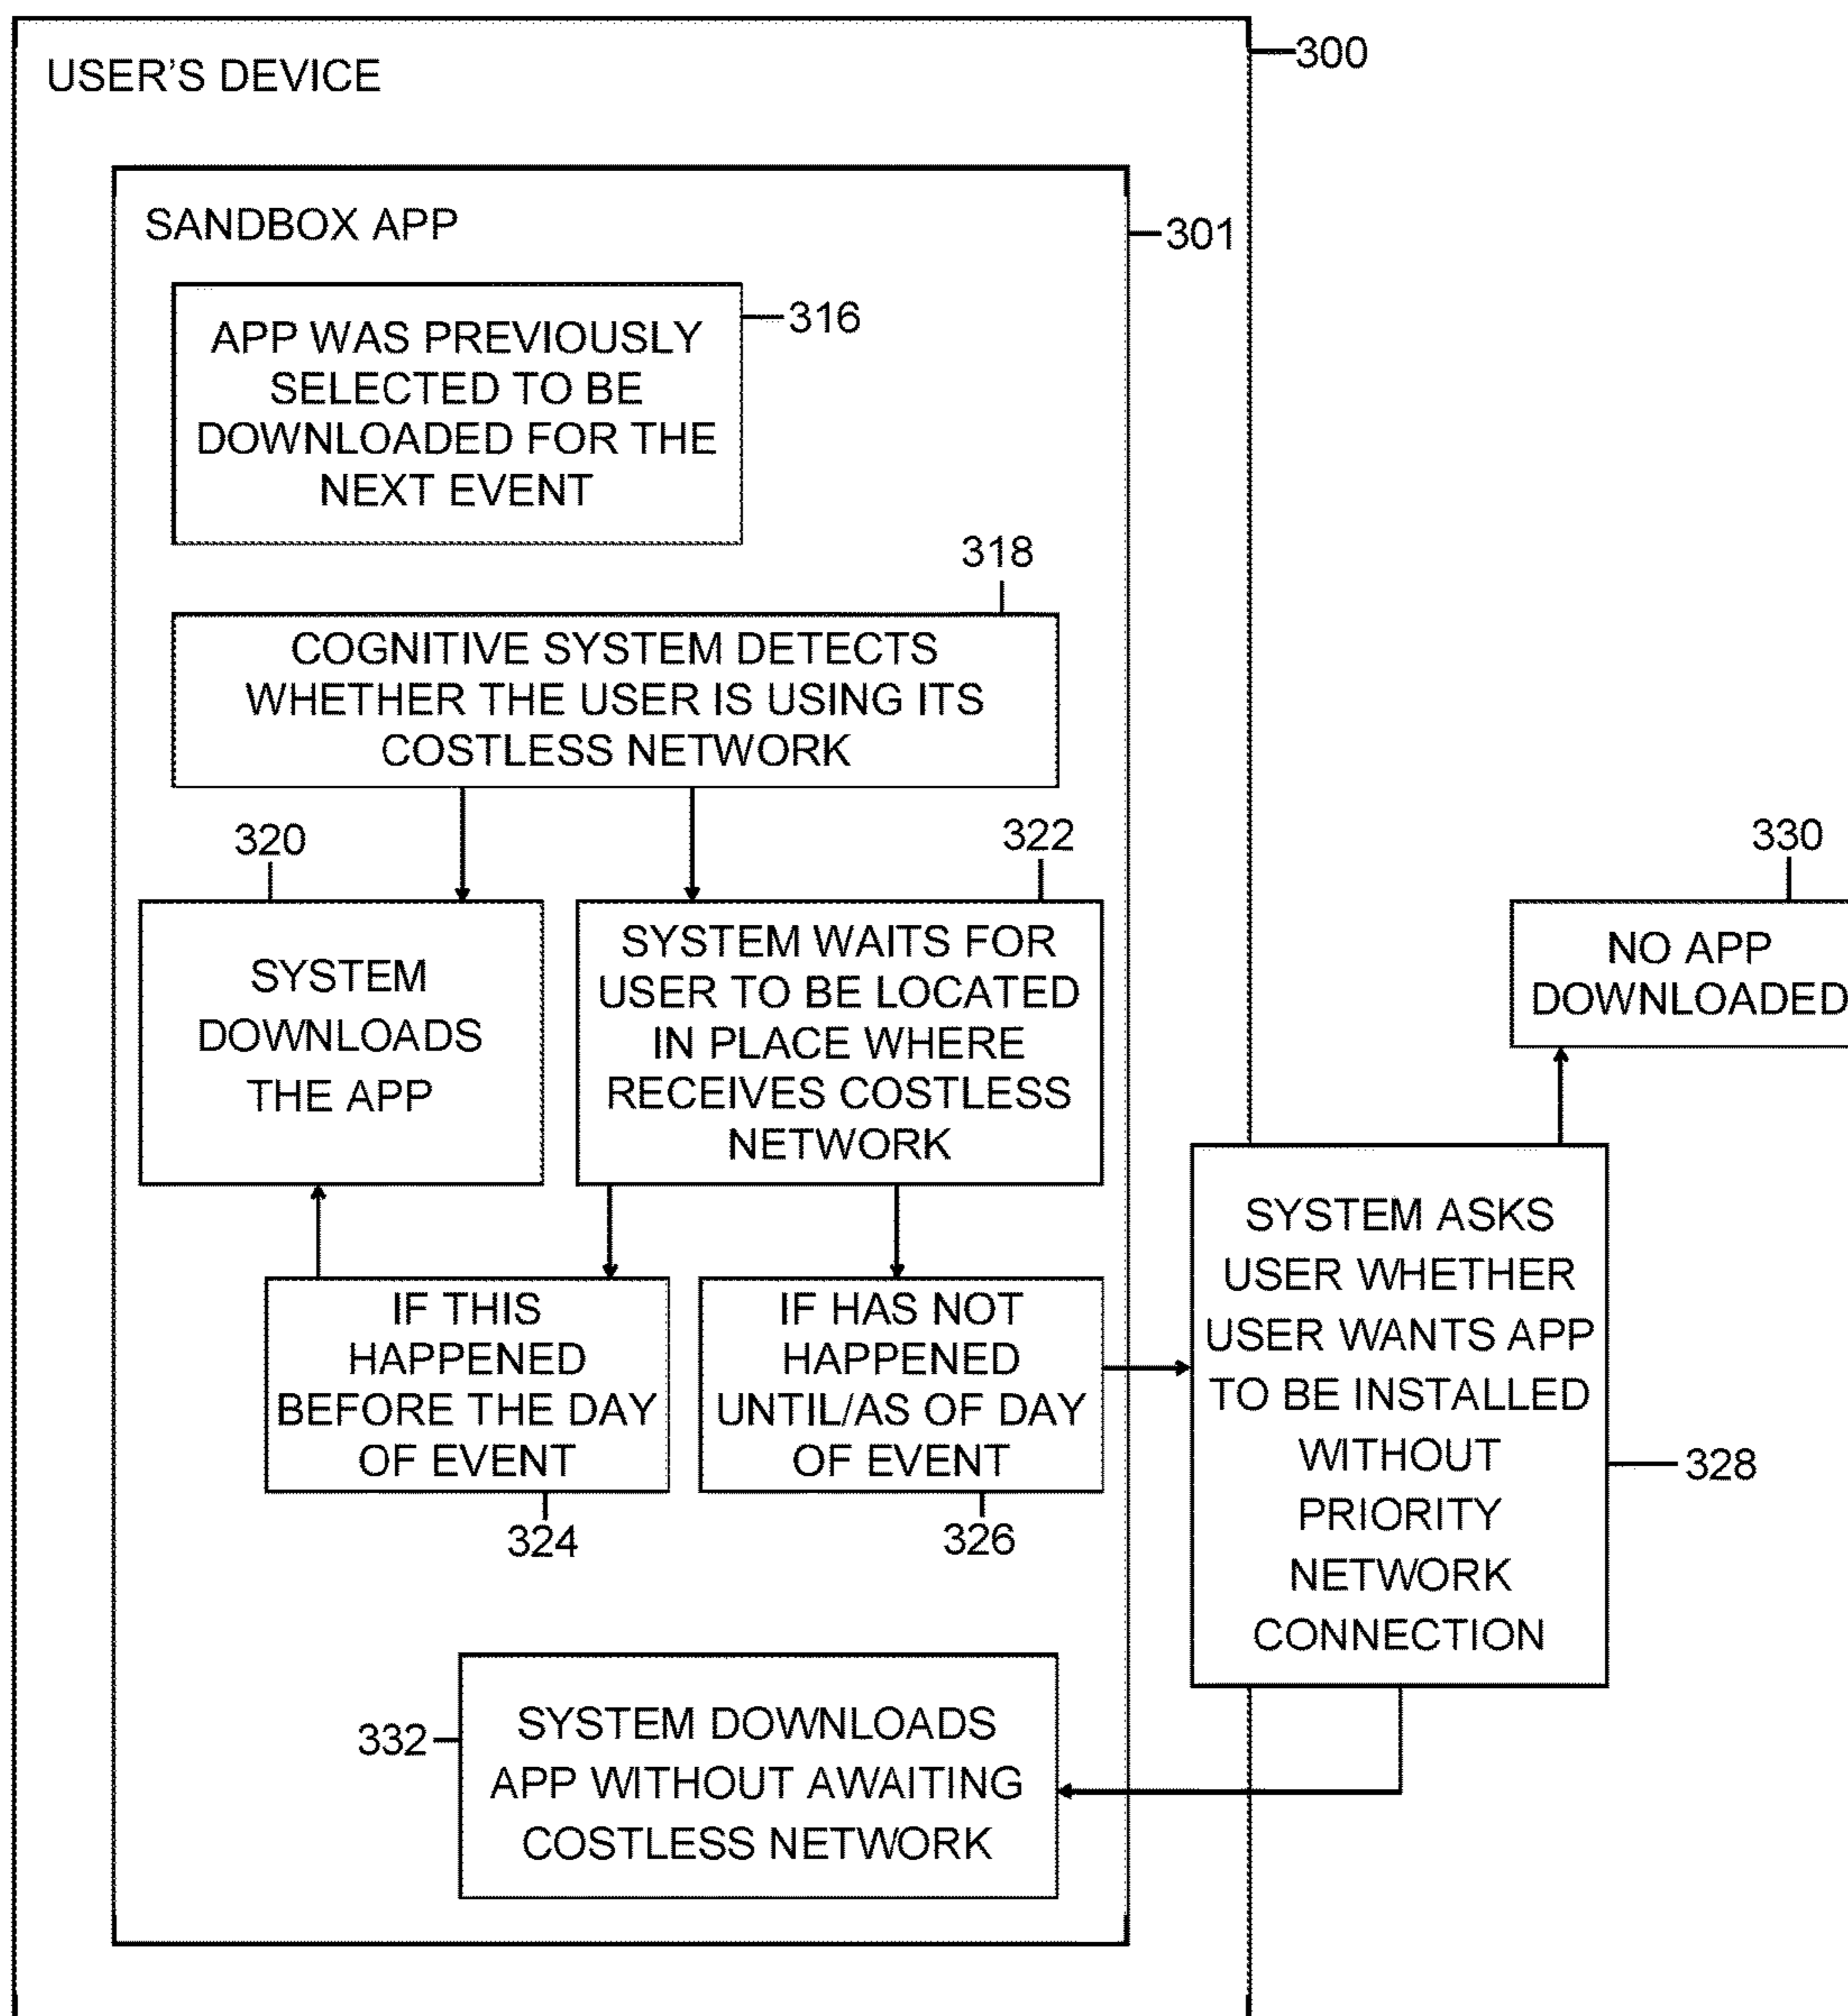 300
USER'S DEVICE
SANDBOX APP
301
316
APP WAS PREVIOUSLY
SELECTED TO BE
DOWNLOADED FOR THE
NEXT EVENT
318
COGNITIVE SYSTEM DETECTS
WHETHER THE USER IS USING ITS
COSTLESS NETWORK
320
SYSTEM
DOWNLOADS
THE APP
322
SYSTEM WAITS FOR
USER TO BE LOCATED
IN PLACE WHERE
RECEIVES COSTLESS
NETWORK
330
NO APP
DOWNLOADED
IF THIS
HAPPENED
BEFORE THE DAY
OF EVENT
324
IF HAS NOT
HAPPENED
UNTIL/AS OF DAY
OF EVENT
326
SYSTEM ASKS
USER WHETHER
USER WANTS APP
TO BE INSTALLED
WITHOUT
PRIORITY
NETWORK
CONNECTION
328
332
SYSTEM DOWNLOADS
APP WITHOUT AWAITING
COSTLESS NETWORK